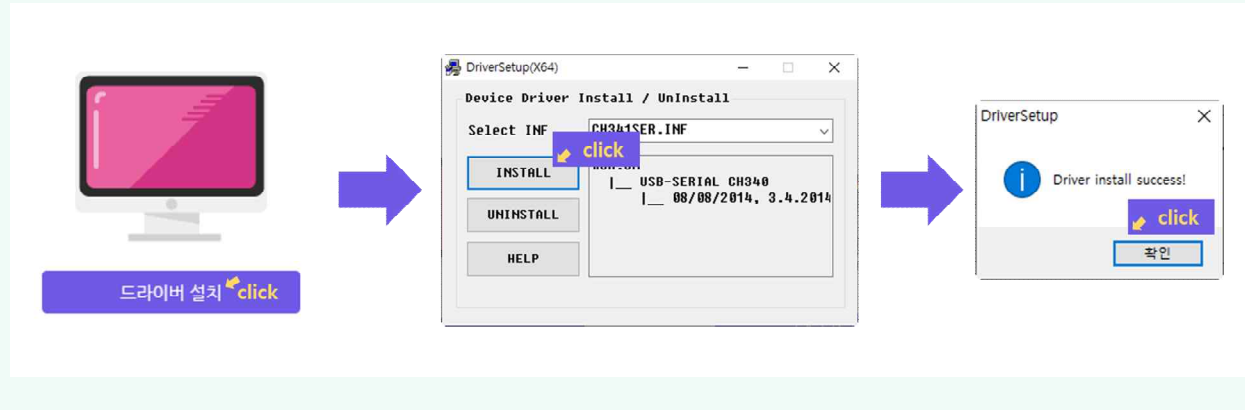 드라이버 설치 click
DriverSetup(X64)
Device Driver Install / UnInstall
Select INF
CH341SER.INF
click
INSTALL
UNINSTALL
HELP
|__ USB-SERIAL CH340
|__ 08/08/2014, 3.4.2014
DriverSetup
Driver install success!
click
확인